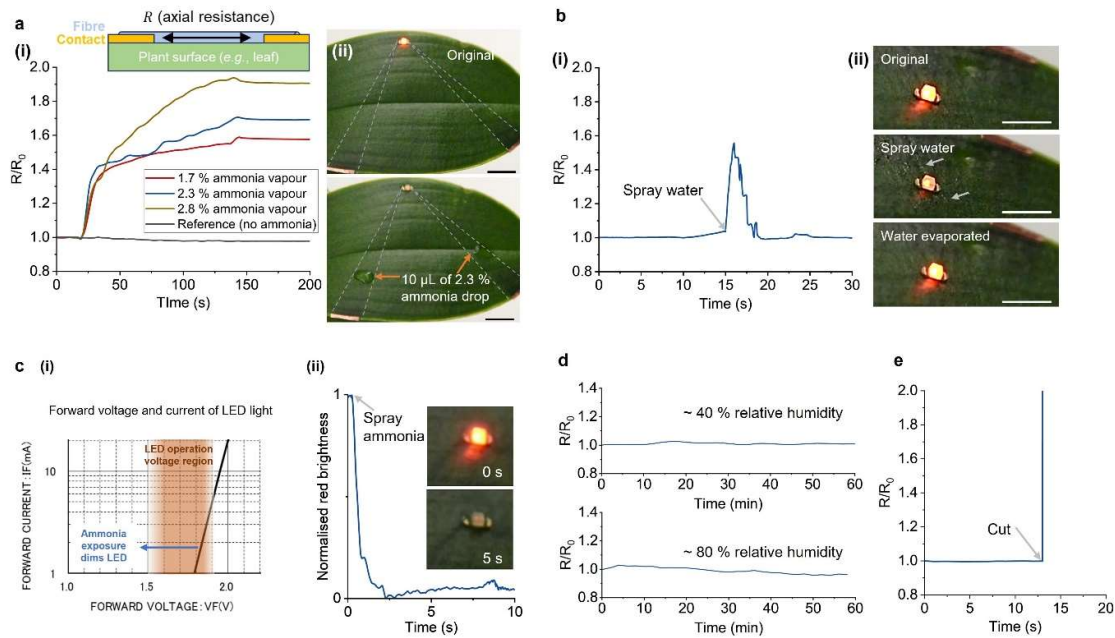 a
R (axial resistance)
Fibre
Contact
Plant surface (e.g., leaf)
(i)
2.0
1.8
1.6
1.4
1.2
1.0
0.8
R/R0
1.7 % ammonia vapour
2.3 % ammonia vapour
2.8 % ammonia vapour
Reference (no ammonia)
0 50 100 150 200
TIme (s)
(ii)
Original
10 µL of 2.3 %
ammonia drop
b
(i)
2.0
1.8
1.6
1.4
1.2
1.0
0.8
R/R0
Spray water
0 5 10 15 20 25 30
Time (s)
(ii)
Original
Spray water
Water evaporated
c (i)
Forward voltage and current of LED light
LED operation
voltage region
Ammonia
exposure
dims LED
FORWARD CURRENT:IF(mA)
10
1
1.0 1.5 2.0
FORWARD VOLTAGE:VF(V)
(ii)
1
0
Normalised red brightness
Spray
ammonia
0 s
5 s
0 5 10
Time (s)
d
1.4
1.2
1.0
0.8
R/R0
~ 40 % relative humidity
0 10 20 30 40 50 60
Time (min)
1.4
1.2
1.0
0.8
R/R0
~ 80 % relative humidity
0 10 20 30 40 50 60
Time (min)
e
2.0
1.8
1.6
1.4
1.2
1.0
0.8
R/R0
Cut
0 5 10 15
Time (s)